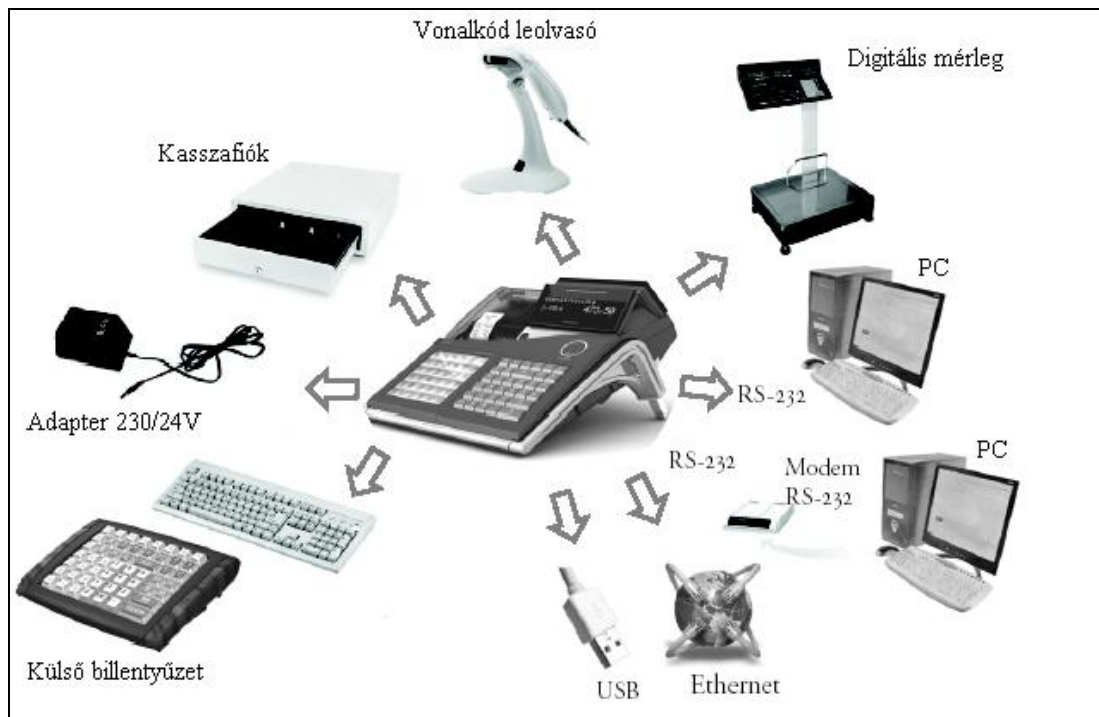 Vonalkód leolvasó
Digitális mérleg
Kasszafiók
PC
Adapter 230/24V
RS-232
RS-232
Modem
RS-232
PC
Külső billentyűzet
USB
Ethernet